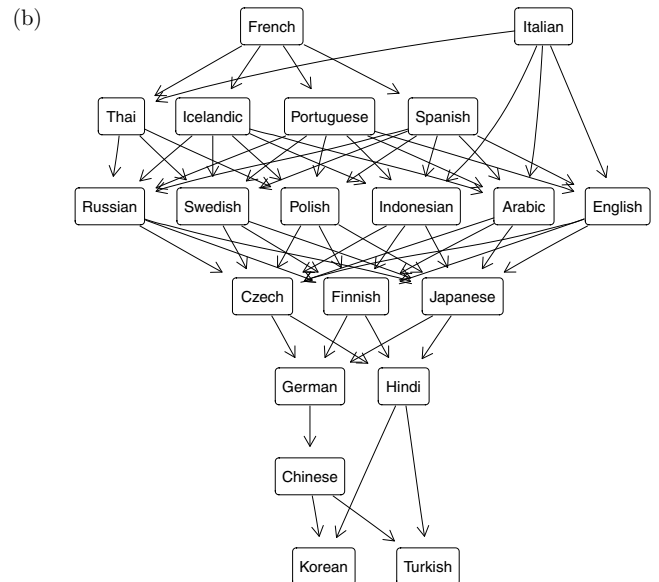 (b)
French Italian
Thai Icelandic Portuguese Spanish
Russian Swedish Polish Indonesian Arabic English
Czech Finnish Japanese
German Hindi
Chinese
Korean Turkish